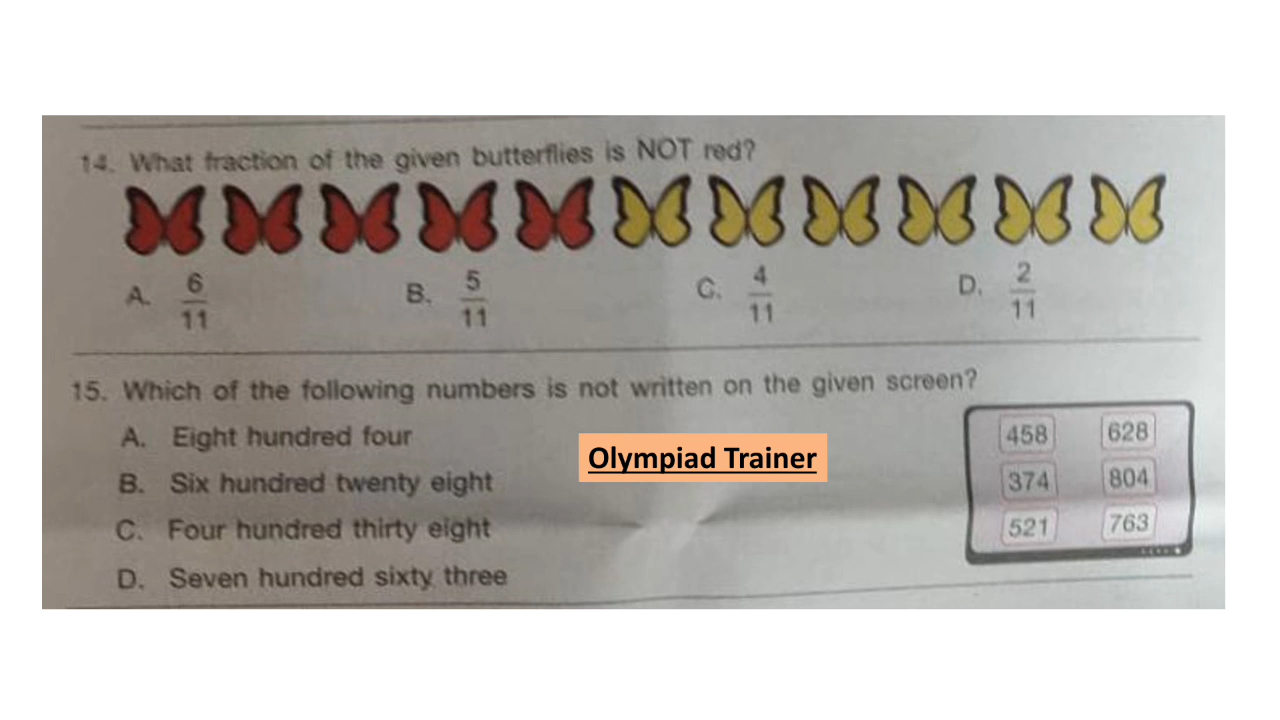 14. What fraction of the given butterflies is NOT red?
A. 6/11 B. 5/11 C. 4/11 D. 2/11
15. Which of the following numbers is not written on the given screen?
A. Eight hundred four
B. Six hundred twenty eight
C. Four hundred thirty eight
D. Seven hundred sixty three
Olympiad Trainer
458 628
374 804
521 763